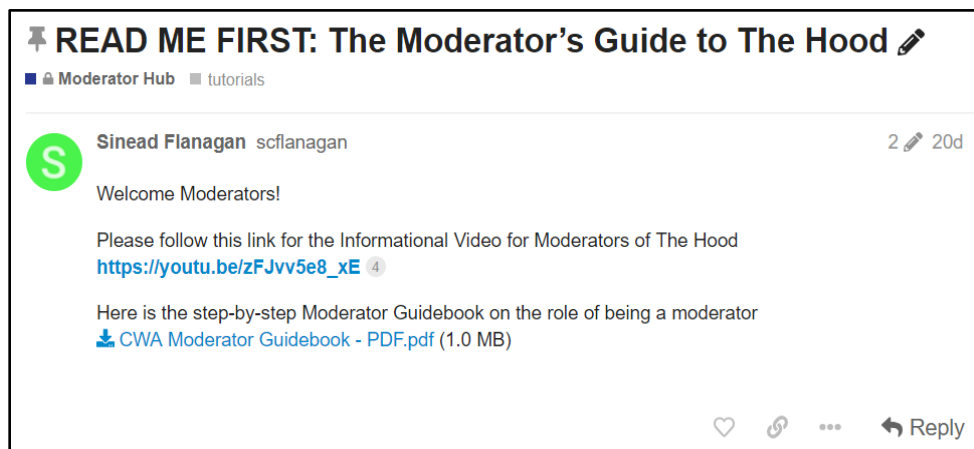 READ ME FIRST: The Moderator’s Guide to The Hood
Moderator Hub tutorials
S
Sinead Flanagan scflanagan 2 20d
Welcome Moderators!
Please follow this link for the Informational Video for Moderators of The Hood
https://youtu.be/zFJvv5e8_xE 4
Here is the step-by-step Moderator Guidebook on the role of being a moderator
CWA Moderator Guidebook - PDF.pdf (1.0 MB)
Reply